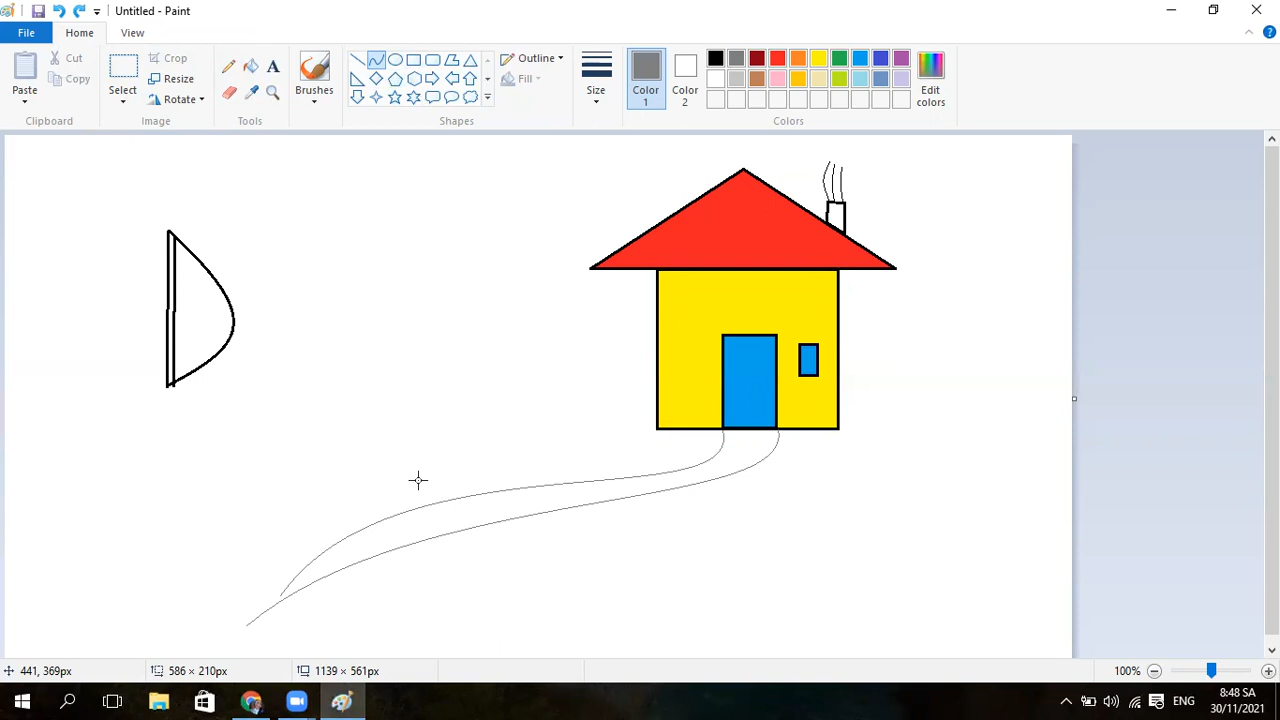 Untitled - Paint
File Home View
Paste
Cut
Copy
Clipboard
Select
Crop
Resize
Rotate
Image
A
Tools
Brushes
Outline
Fill
Shapes
Size
Color 1
Color 2
Edit colors
Colors
441, 369px 586 × 210px 1139 × 561px 100%
ENG
8:48 SA
30/11/2021